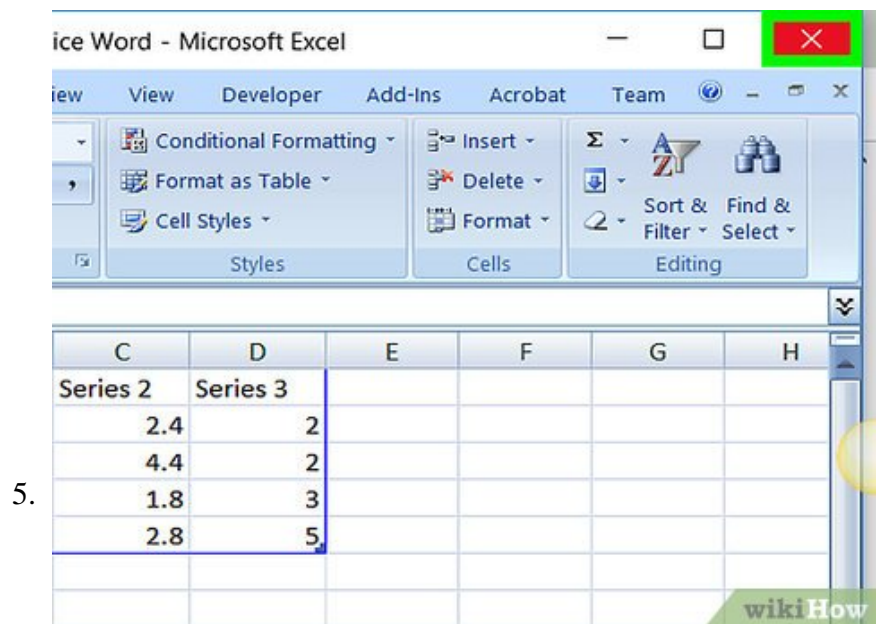 ice Word - Microsoft Excel
iew View Developer Add-Ins Acrobat Team
Conditional Formatting Insert Σ
, Format as Table Delete
Cell Styles Format
Sort & Filter
Find & Select
Styles Cells Editing
C D E F G H
Series 2 Series 3
2.4 2
4.4 2
1.8 3
2.8 5
5.
wikiHow